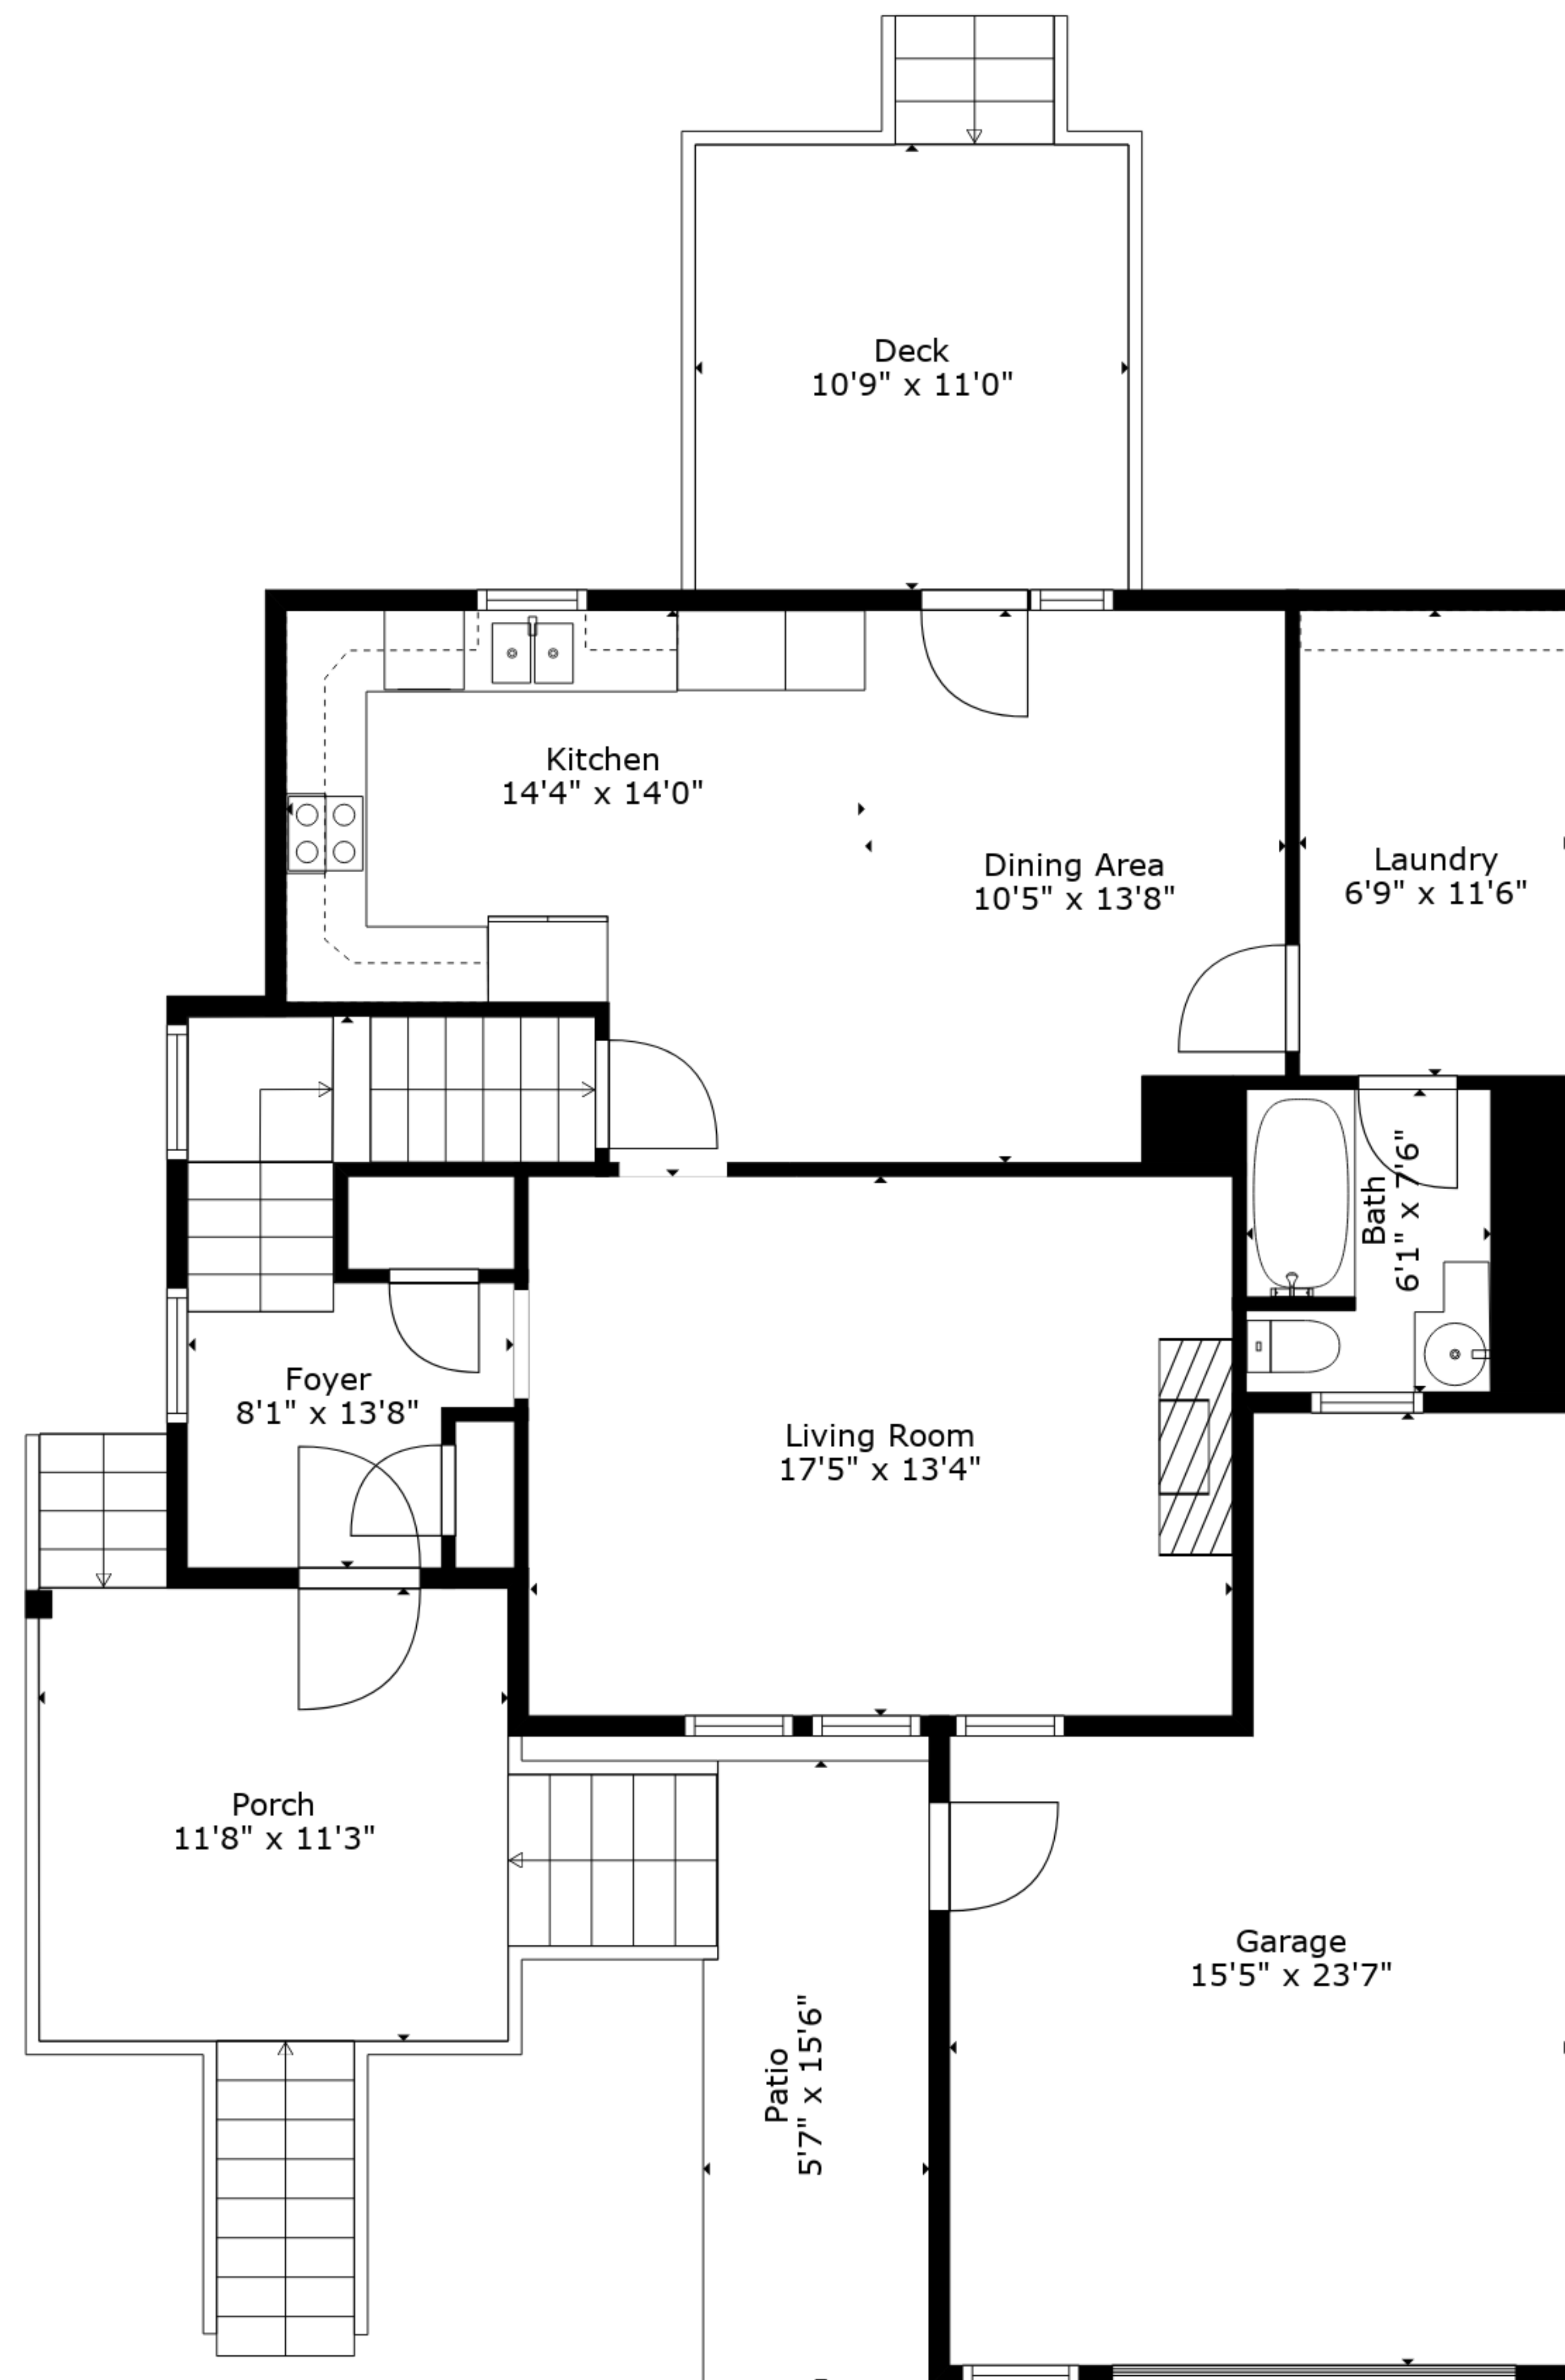 Deck
10'9" x 11'0"
Kitchen
14'4" x 14'0"
Dining Area
10'5" x 13'8"
Laundry
6'9" x 11'6"
Bath
6'1" x 7'6"
Foyer
8'1" x 13'8"
Living Room
17'5" x 13'4"
Porch
11'8" x 11'3"
Garage
15'5" x 23'7"
Patio
5'7" x 15'6"